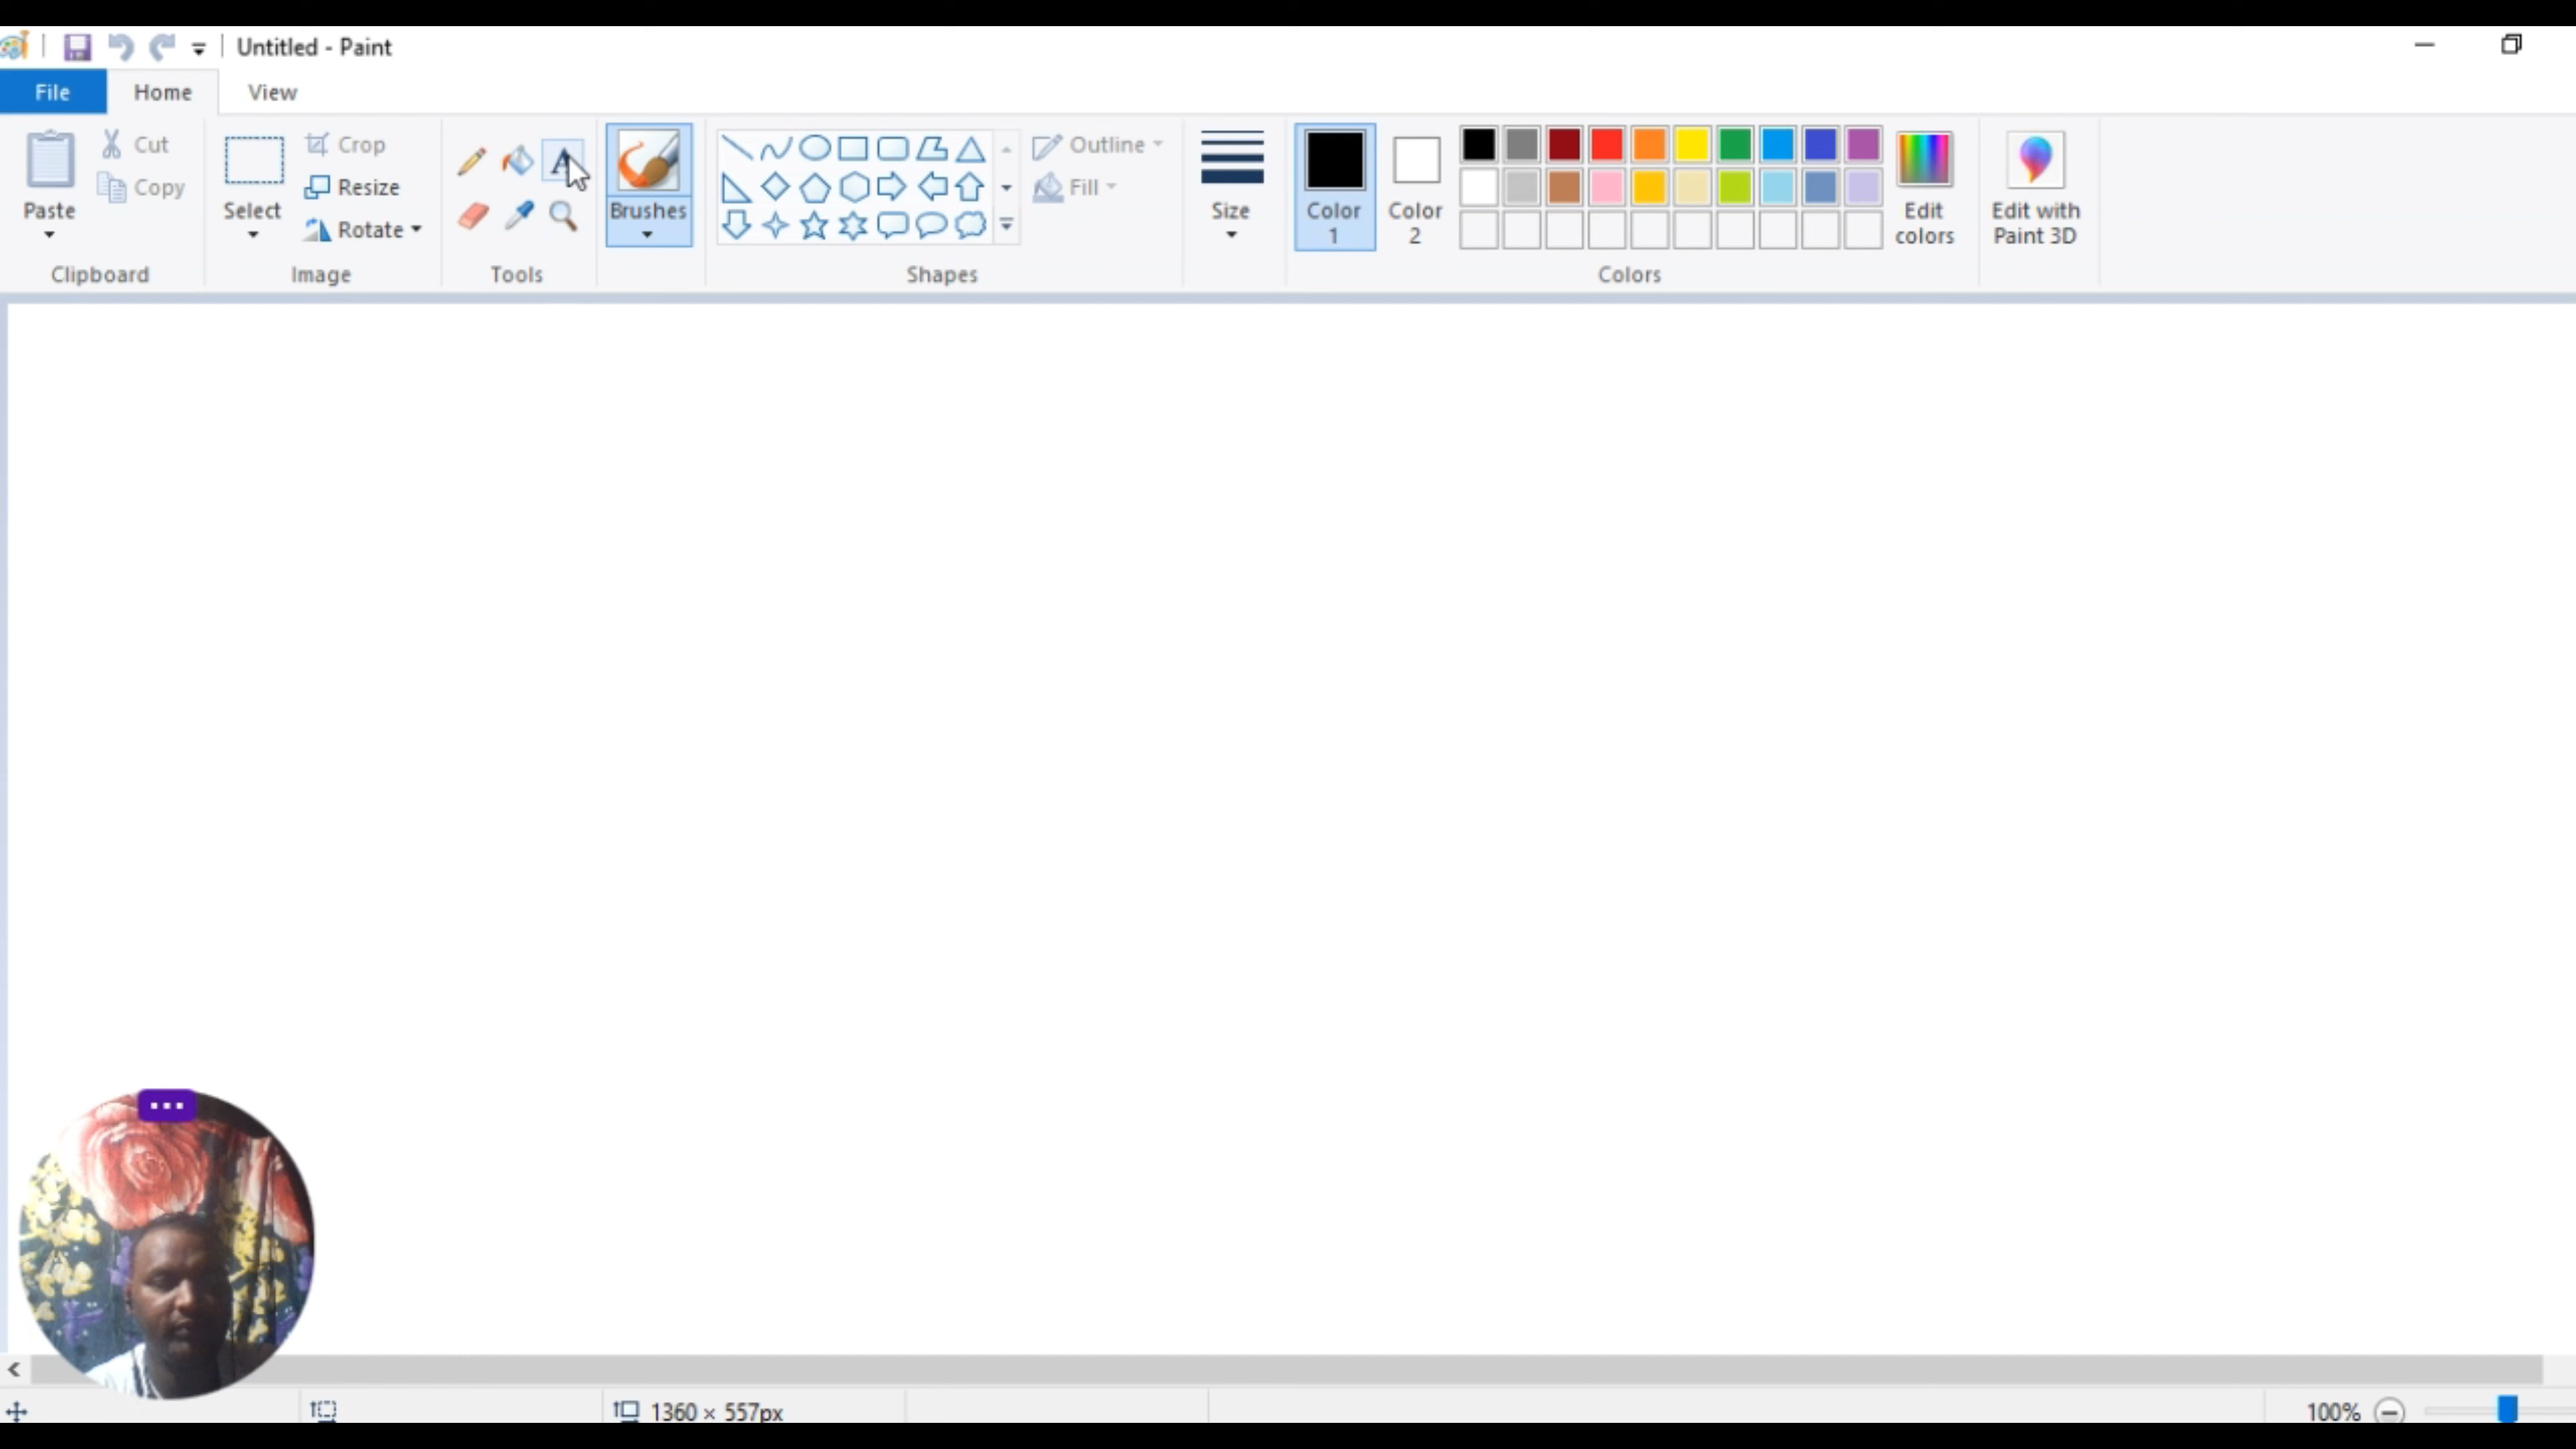 Untitled - Paint
File Home View
Paste
Cut
Copy
Clipboard
Select
Crop
Resize
Rotate
Image
A
Tools
Brushes
Outline
Fill
Shapes
Size
Color 1
Color 2
Edit colors
Colors
Edit with Paint 3D
1360 × 557px
100%